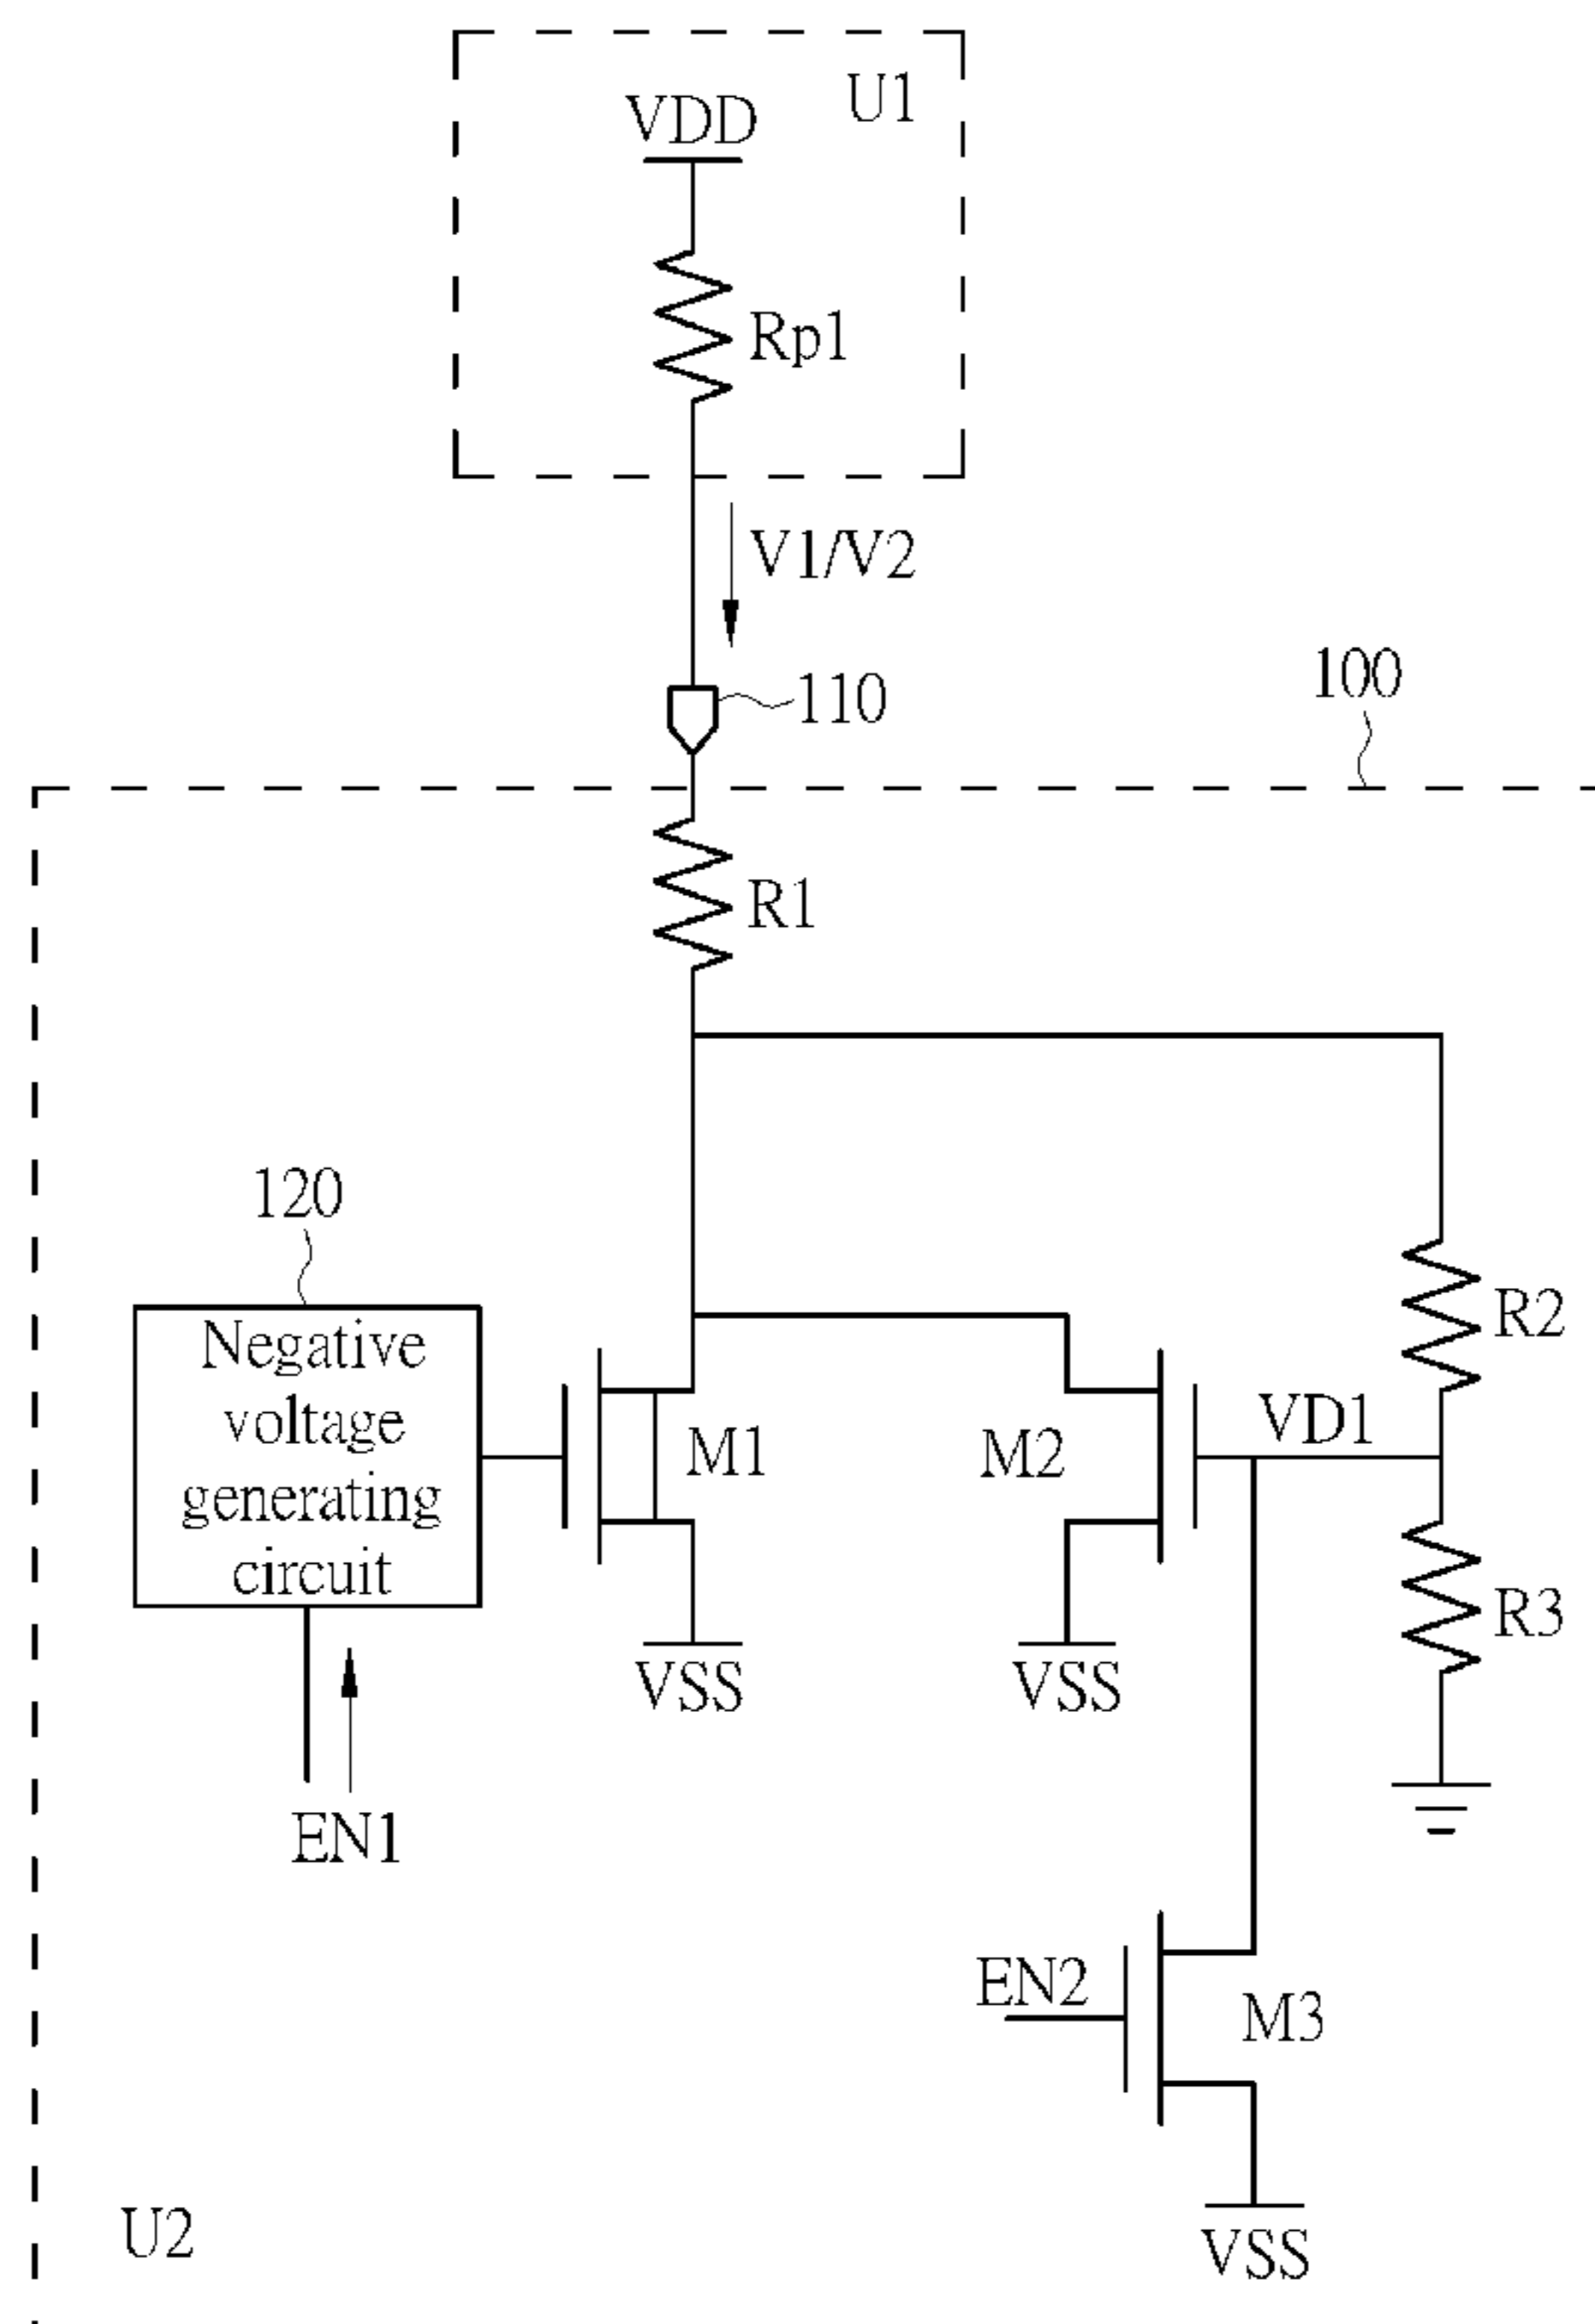 U1
VDD
Rp1
V1/V2
110
100
R1
120
Negative
voltage
generating
circuit
M1
M2
VD1
R2
R3
VSS
VSS
EN1
EN2
M3
U2
VSS